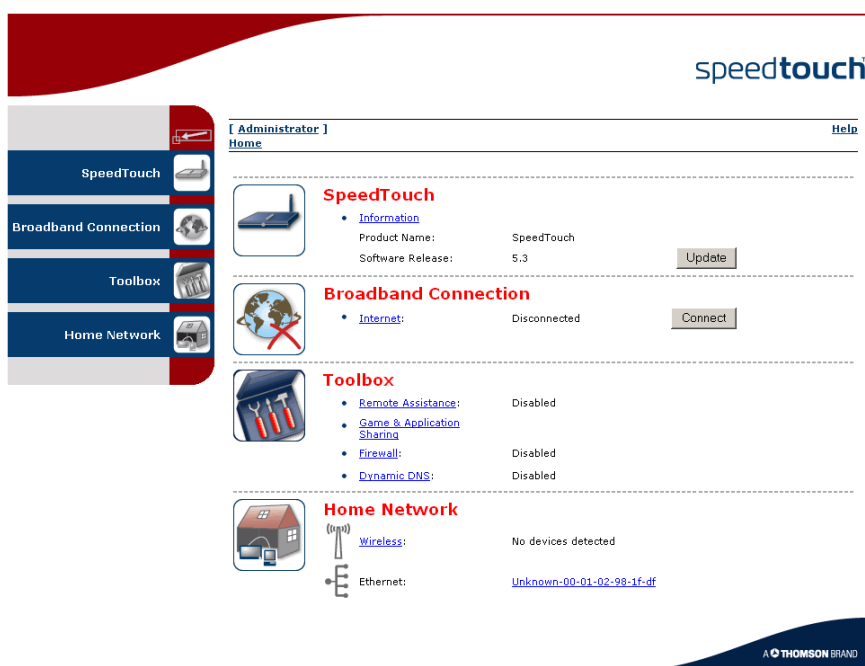 speedtouch
[ Administrator ]
Help
Home
SpeedTouch
Broadband Connection
Toolbox
Home Network
SpeedTouch
Information
Product Name: SpeedTouch
Software Release: 5.3 Update
Broadband Connection
Internet: Disconnected Connect
Toolbox
Remote Assistance: Disabled
Game & Application
Sharing
Firewall: Disabled
Dynamic DNS: Disabled
Home Network
Wireless: No devices detected
Ethernet: Unknown-00-01-02-98-1f-df
A THOMSON BRAND